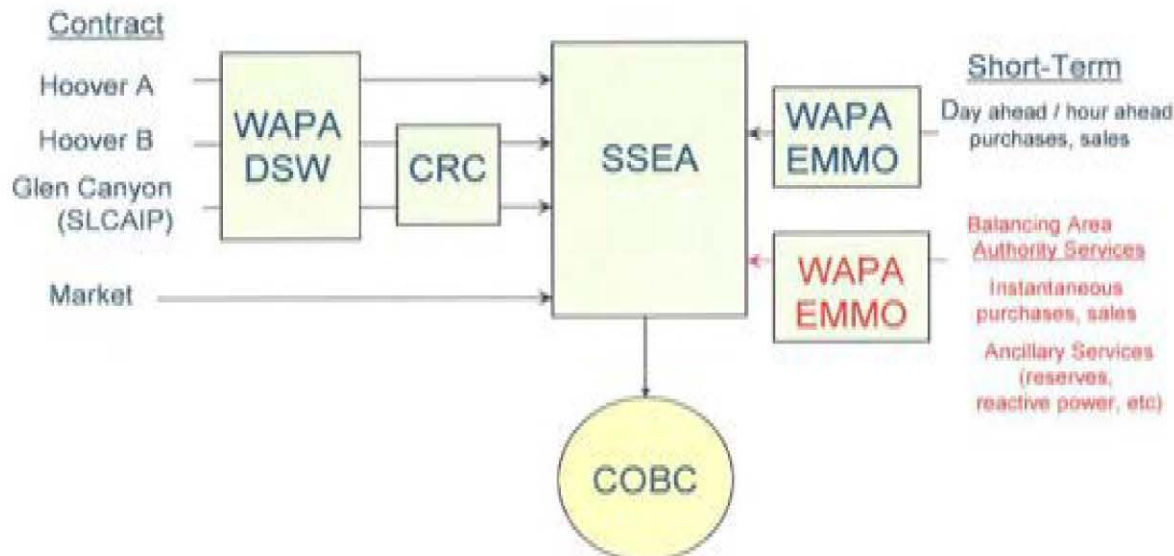 Contract
Hoover A
Hoover B
Glen Canyon
(SLCAIP)
Market
WAPA
DSW
CRC
SSEA
COBC
WAPA
EMMO
Short-Term
Day ahead / hour ahead
purchases, sales
WAPA
EMMO
Balancing Area
Authority Services
Instantaneous
purchases, sales
Ancillary Services
(reserves,
reactive power, etc)